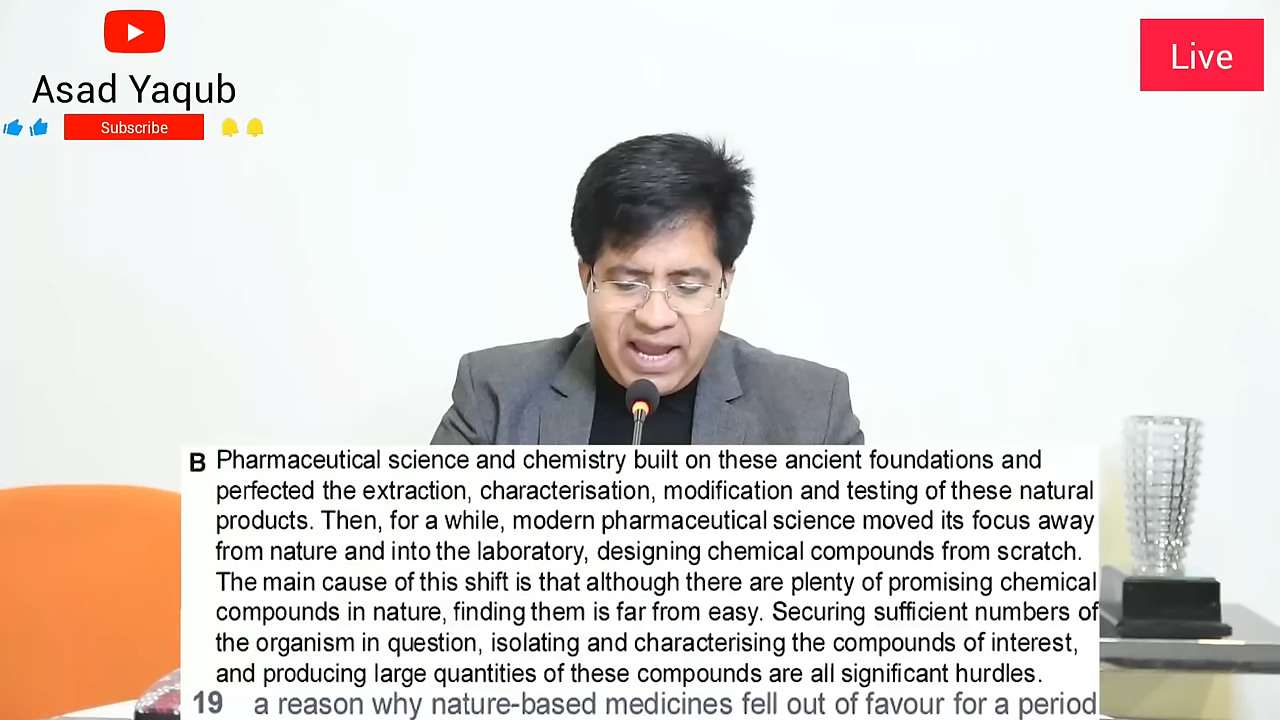 Asad Yaqub
Subscribe
Live
B Pharmaceutical science and chemistry built on these ancient foundations and
perfected the extraction, characterisation, modification and testing of these natural
products. Then, for a while, modern pharmaceutical science moved its focus away
from nature and into the laboratory, designing chemical compounds from scratch.
The main cause of this shift is that although there are plenty of promising chemical
compounds in nature, finding them is far from easy. Securing sufficient numbers of
the organism in question, isolating and characterising the compounds of interest,
and producing large quantities of these compounds are all significant hurdles.
19 a reason why nature-based medicines fell out of favour for a period